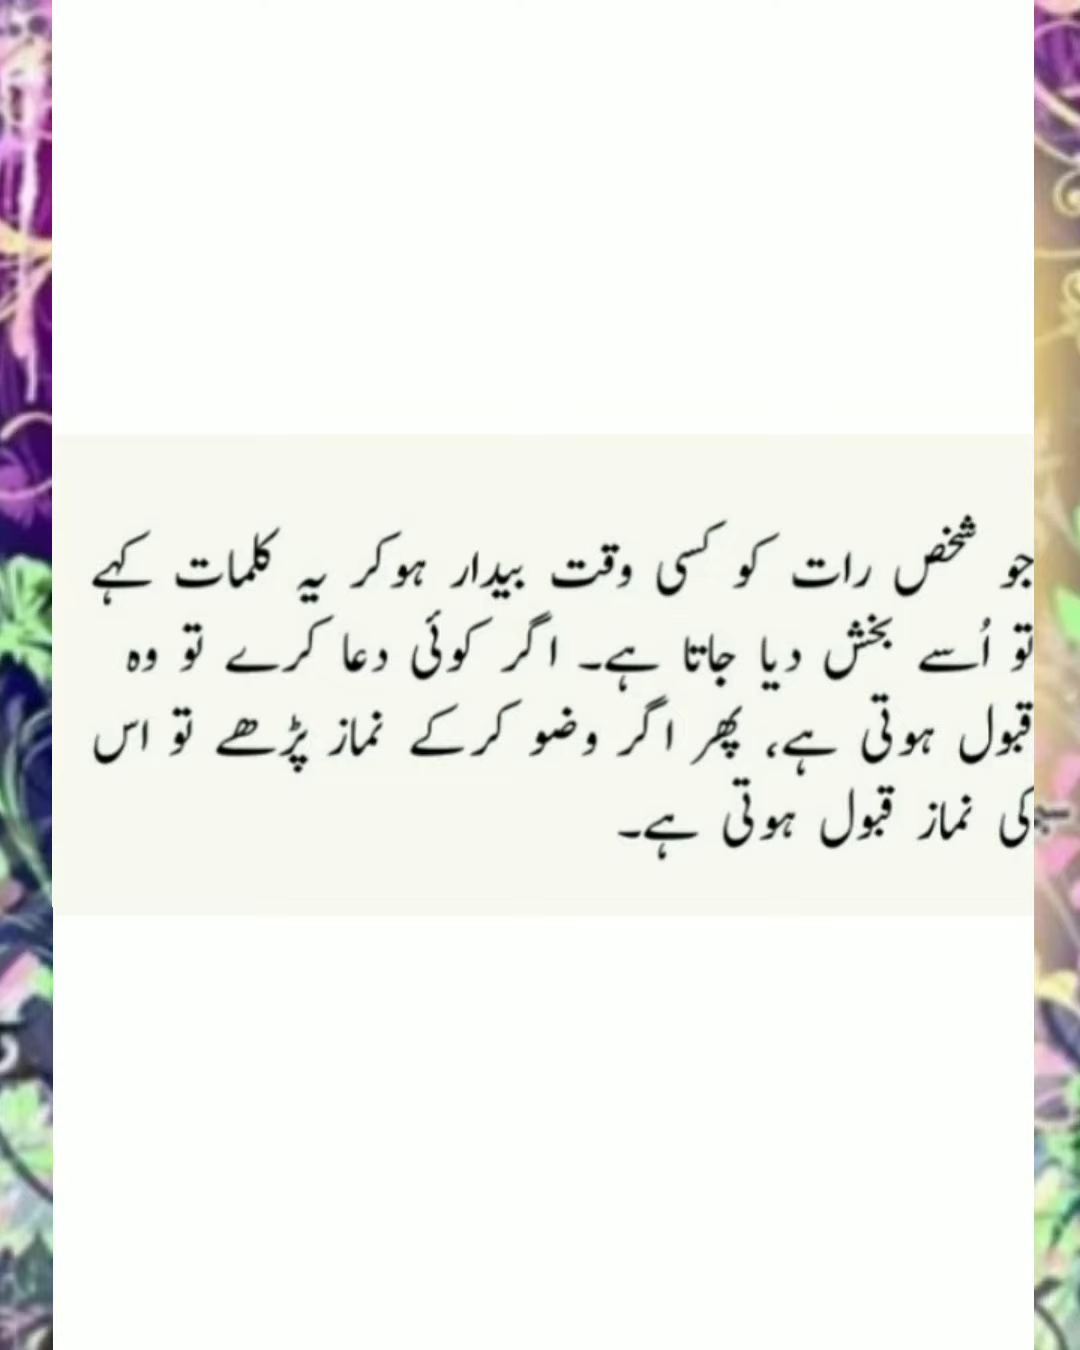 جو شخص رات کو کسی وقت بیدار ہوکر یہ کلمات کہے
تو اُسے بخش دیا جاتا ہے۔ اگر کوئی دعا کرے تو وہ
قبول ہوتی ہے، پھر اگر وضو کرکے نماز پڑھے تو اس
کی نماز قبول ہوتی ہے۔